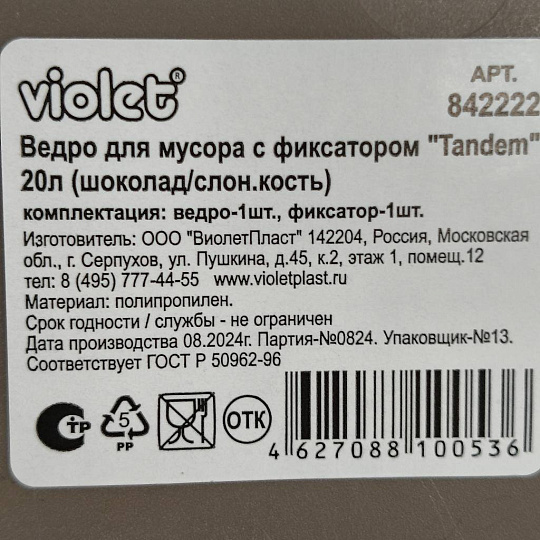 violet®
АРТ.
842222
Ведро для мусора с фиксатором "Tandem"
20л (шоколад/слон.кость)
комплектация: ведро-1шт., фиксатор-1шт.
Изготовитель: ООО "ВиолетПласт" 142204, Россия, Московская
обл., г. Серпухов, ул. Пушкина, д.45, к.2, этаж 1, помещ.12
тел: 8 (495) 777-44-55 www.violetplast.ru
Материал: полипропилен.
Срок годности / службы - не ограничен
Дата производства 08.2024г. Партия-№0824. Упаковщик-№13.
Соответствует ГОСТ Р 50962-96
СТР
5
PP
ОТК
4 627088 100536